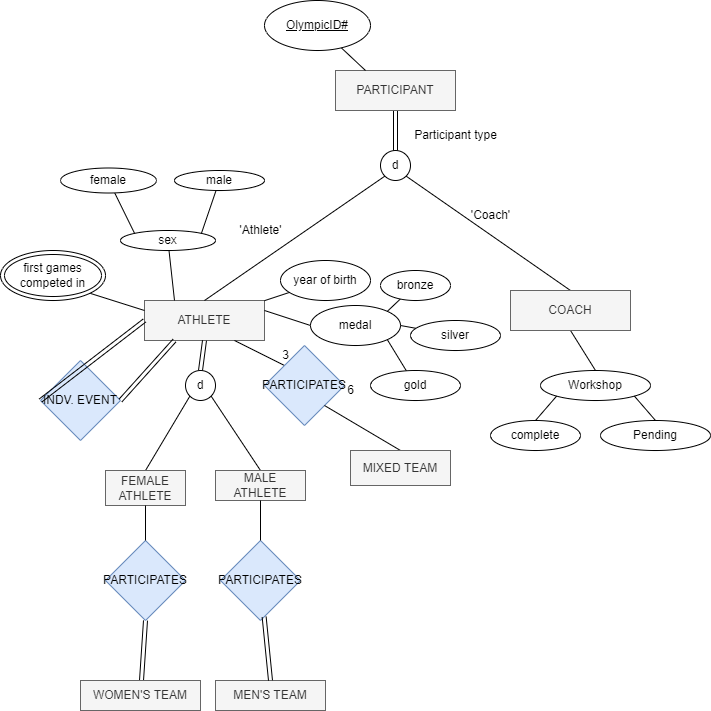 OlympicID#
PARTICIPANT
Participant type
d
female
male
'Athlete'
'Coach'
sex
first games
competed in
year of birth
bronze
ATHLETE
medal
silver
COACH
3
d
PARTICIPATES
6
gold
Workshop
INDV. EVENT
complete
Pending
MIXED TEAM
FEMALE
ATHLETE
MALE
ATHLETE
PARTICIPATES
PARTICIPATES
WOMEN'S TEAM
MEN'S TEAM